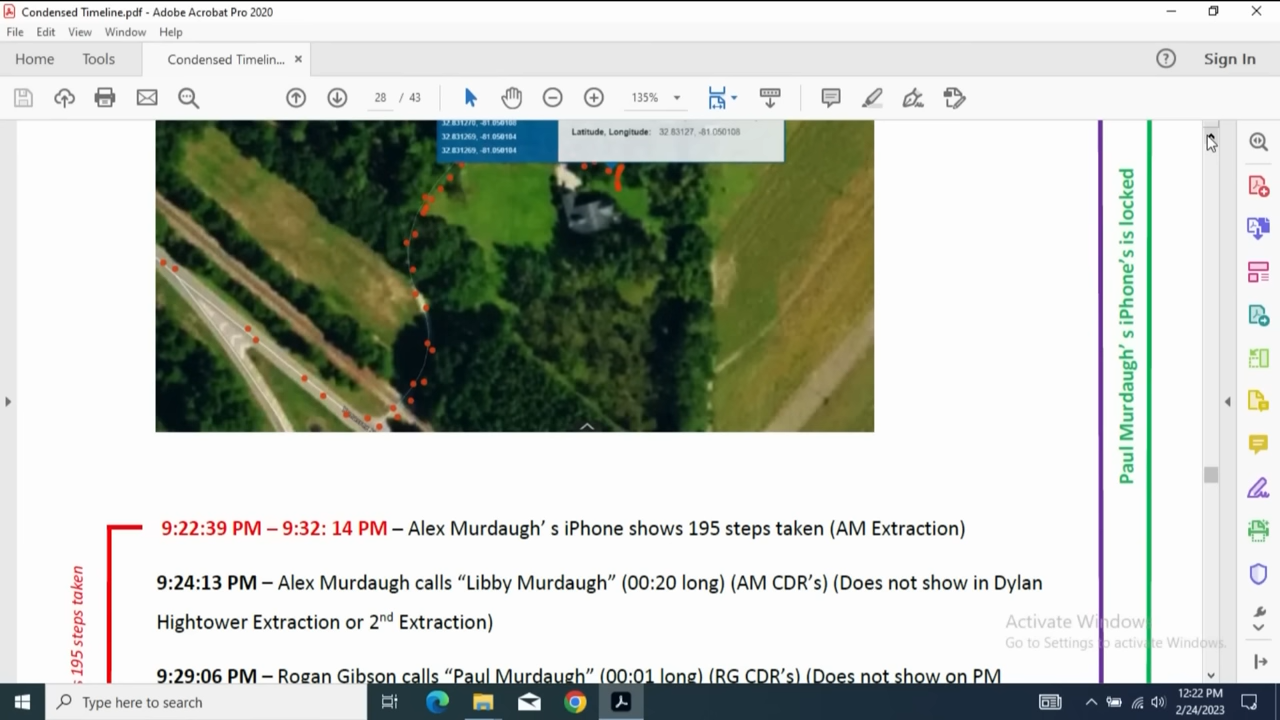 Condensed Timeline.pdf - Adobe Acrobat Pro 2020
File Edit View Window Help
Home Tools Condensed Timelin... × Sign In
28 / 43 135%
32.831269, -81.050184
32.831269, -81.050184
Latitude, Longitude: 32.83127, -81.050108
Paul Murdaugh' s iPhone's is locked
9:22:39 PM – 9:32: 14 PM – Alex Murdaugh' s iPhone shows 195 steps taken (AM Extraction)
9:24:13 PM – Alex Murdaugh calls “Libby Murdaugh” (00:20 long) (AM CDR’s) (Does not show in Dylan
Hightower Extraction or 2nd Extraction)
9:29:06 PM – Rogan Gibson calls “Paul Murdaugh” (00:01 long) (RG CDR’s) (Does not show on PM
195 steps taken
Activate Windows
Go to Settings to activate Windows.
Type here to search
12:22 PM
2/24/2023